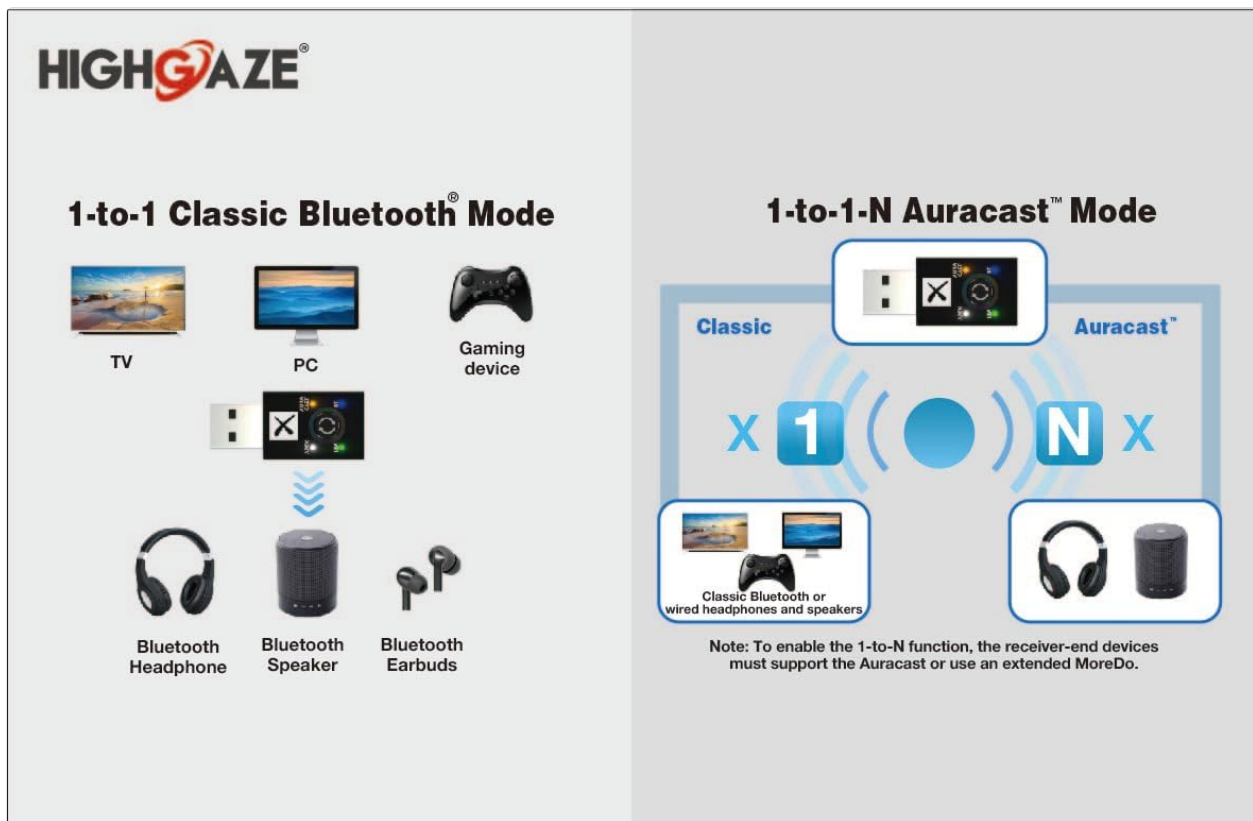 HIGHGAZE®
1-to-1 Classic Bluetooth® Mode
TV
PC
Gaming
device
Bluetooth
Headphone
Bluetooth
Speaker
Bluetooth
Earbuds
1-to-1-N Auracast™ Mode
Classic
Auracast™
X 1
N X
Classic Bluetooth or
wired headphones and speakers
Note: To enable the 1-to-N function, the receiver-end devices
must support the Auracast or use an extended MoreDo.